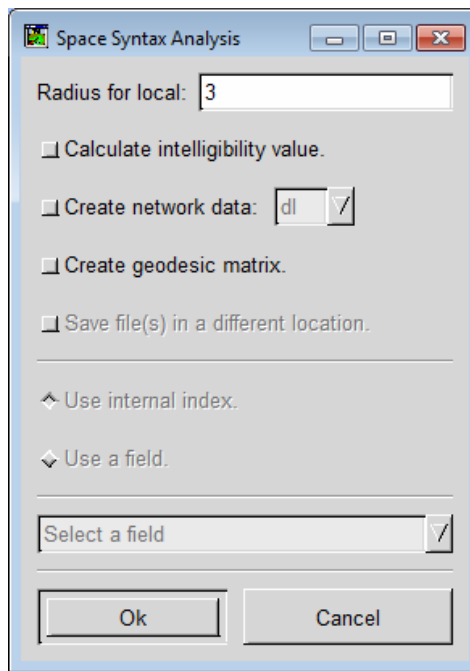 Space Syntax Analysis
Radius for local: 3
Calculate intelligibility value.
Create network data: dl
Create geodesic matrix.
Save file(s) in a different location.
Use internal index.
Use a field.
Select a field
Ok Cancel